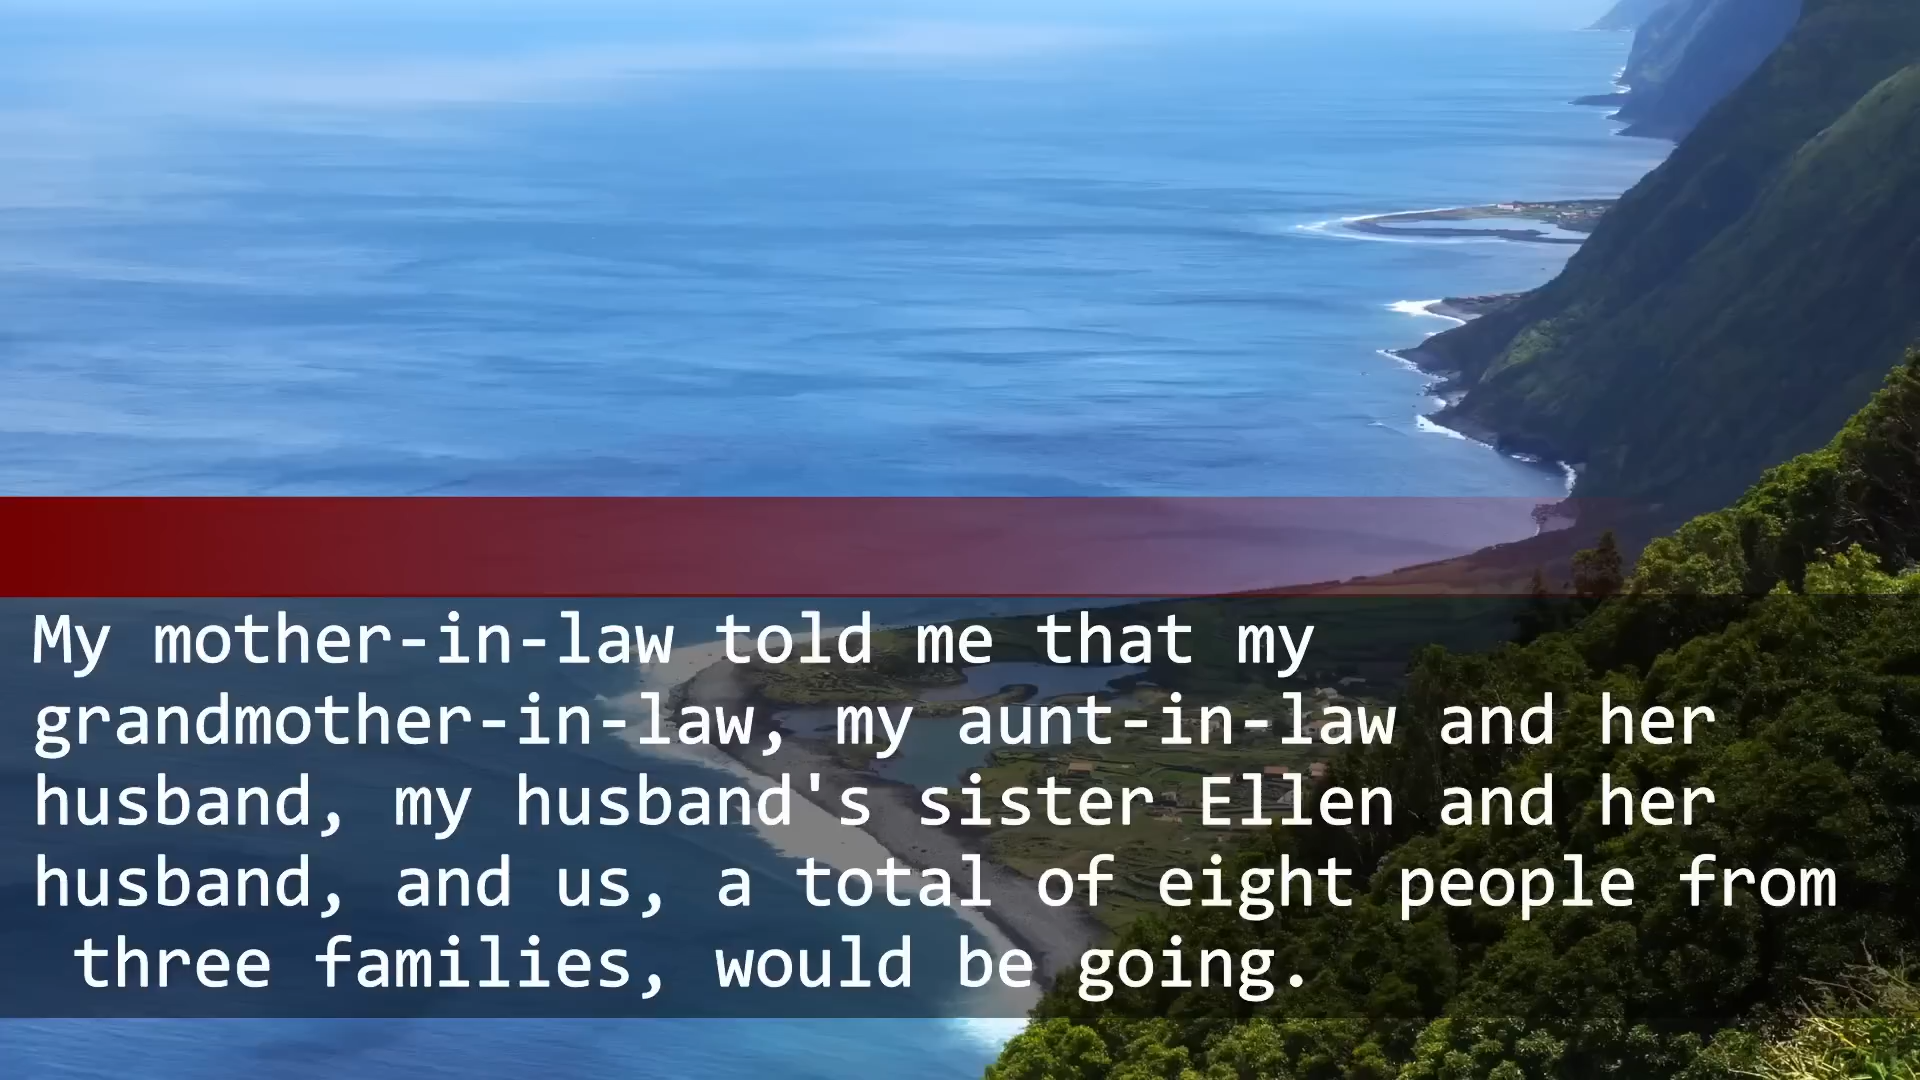 My mother-in-law told me that my
grandmother-in-law, my aunt-in-law and her
husband, my husband's sister Ellen and her
husband, and us, a total of eight people from
three families, would be going.